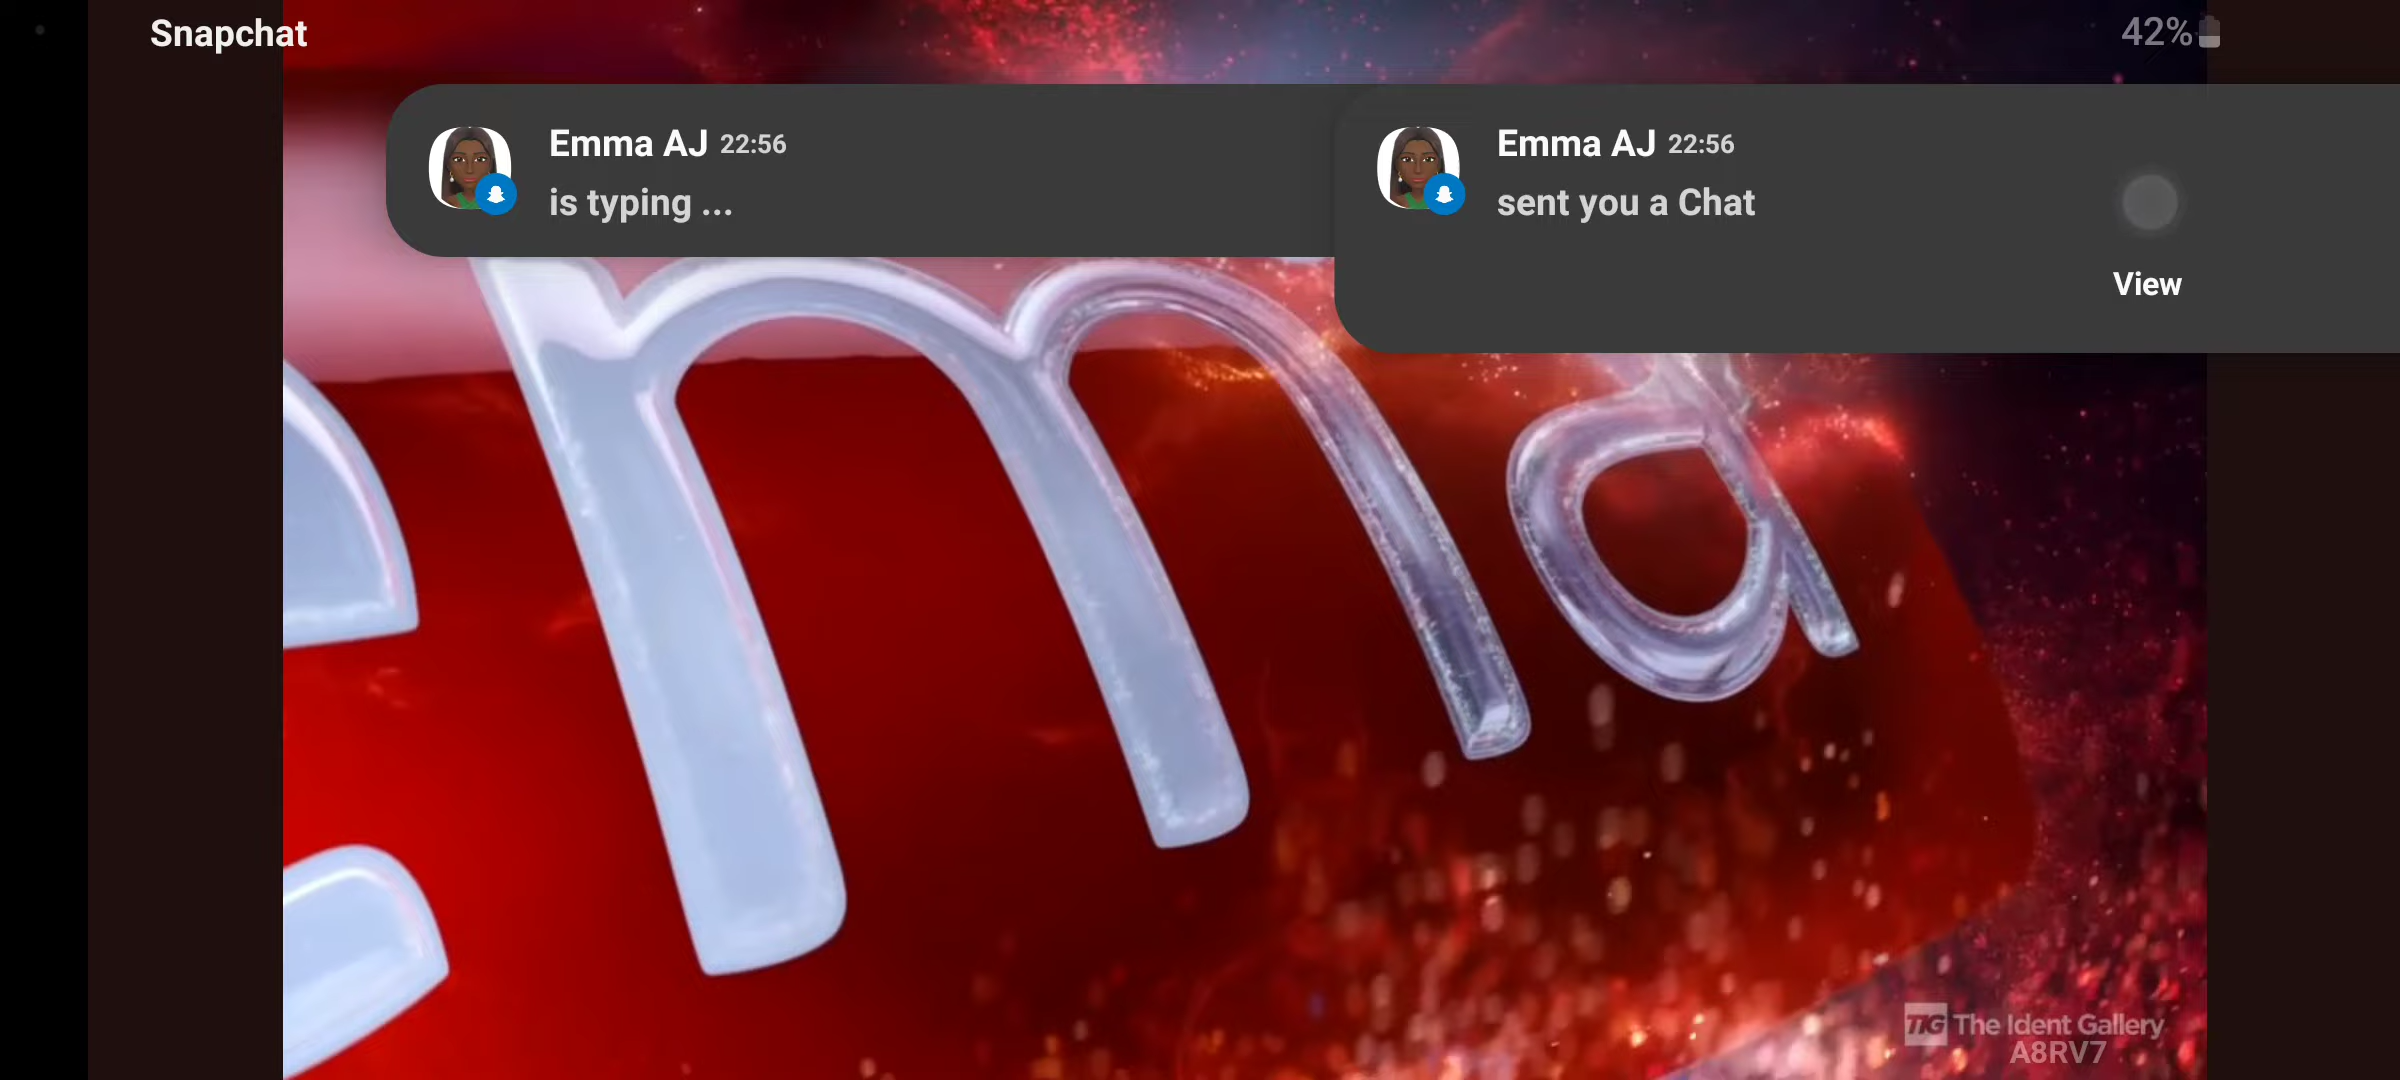 Snapchat
42%
Emma AJ 22:56
is typing ...
Emma AJ 22:56
sent you a Chat
View
ema
TIG The Ident Gallery
A8RV7